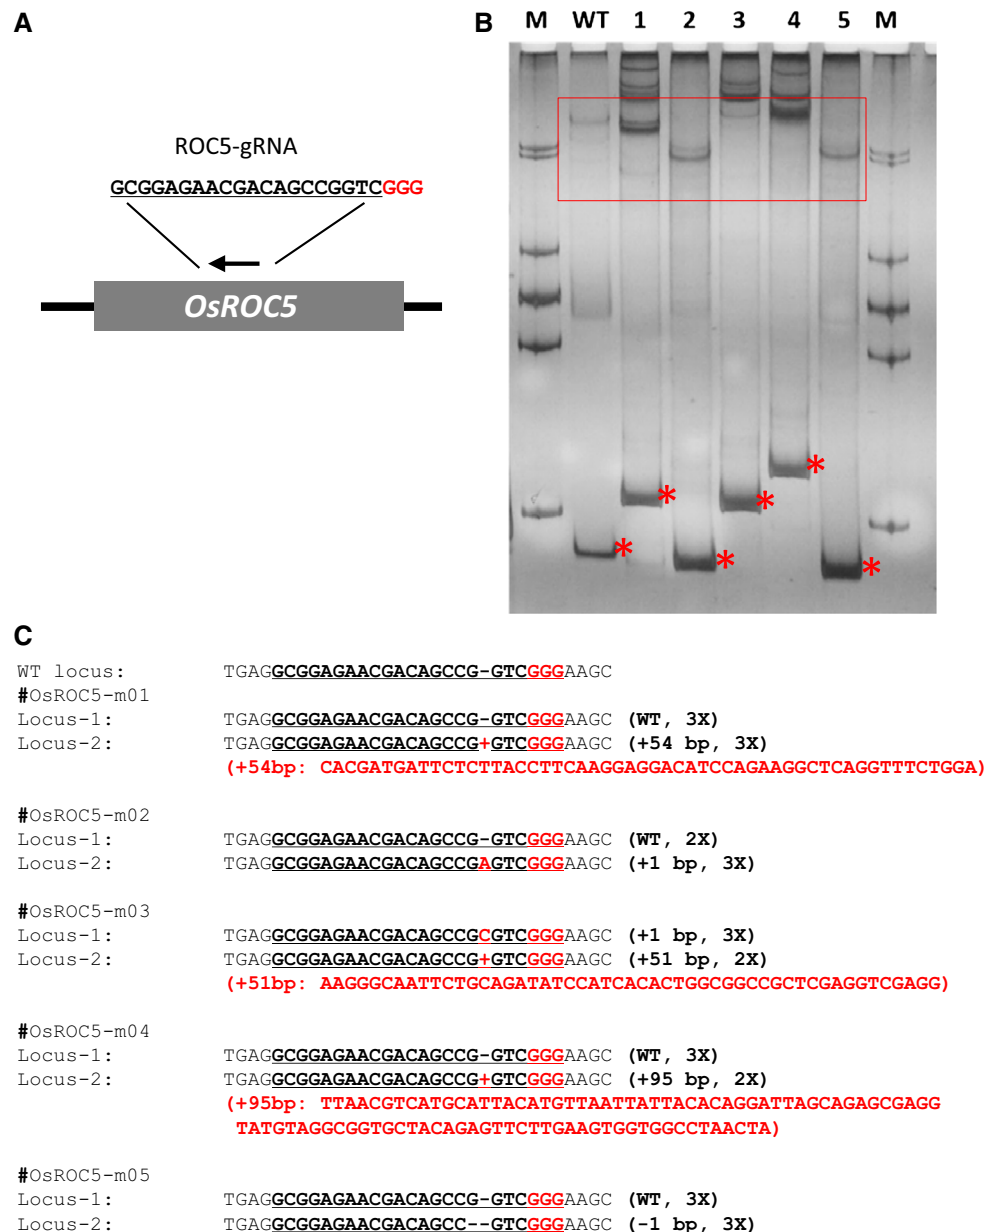 A
ROC5-gRNA
GCGGAGAACGACAGCCGGTCGGG
OsROC5
B
M WT 1 2 3 4 5 M
*
*
*
*
*
*
C
WT locus: TGAGGCGGAGAACGACAGCCG-GTCGGGAAGC
#OsROC5-m01
Locus-1: TGAGGCGGAGAACGACAGCCG-GTCGGGAAGC (WT, 3X)
Locus-2: TGAGGCGGAGAACGACAGCCG+GTCGGGAAGC (+54 bp, 3X)
(+54bp: CACGATGATTCTCTTACCTTCAAGGAGGACATCCAGAAGGCTCAGGTTTCTGGA)
#OsROC5-m02
Locus-1: TGAGGCGGAGAACGACAGCCG-GTCGGGAAGC (WT, 2X)
Locus-2: TGAGGCGGAGAACGACAGCCGAGTCGGGAAGC (+1 bp, 3X)
#OsROC5-m03
Locus-1: TGAGGCGGAGAACGACAGCCGCGTCGGGAAGC (+1 bp, 3X)
Locus-2: TGAGGCGGAGAACGACAGCCG+GTCGGGAAGC (+51 bp, 2X)
(+51bp: AAGGGCAATTCTGCAGATATCCATCACACTGGCGGCCGCTCGAGGTCGAGG)
#OsROC5-m04
Locus-1: TGAGGCGGAGAACGACAGCCG-GTCGGGAAGC (WT, 3X)
Locus-2: TGAGGCGGAGAACGACAGCCG+GTCGGGAAGC (+95 bp, 2X)
(+95bp: TTAACGTCATGCATTACATGTTAATTATTACACAGGATTAGCAGAGCGAGG
TATGTAGGCGGTGCTACAGAGTTCTTGAAGTGGTGGCCTAACTA)
#OsROC5-m05
Locus-1: TGAGGCGGAGAACGACAGCCG-GTCGGGAAGC (WT, 3X)
Locus-2: TGAGGCGGAGAACGACAGCC--GTCGGGAAGC (-1 bp, 3X)